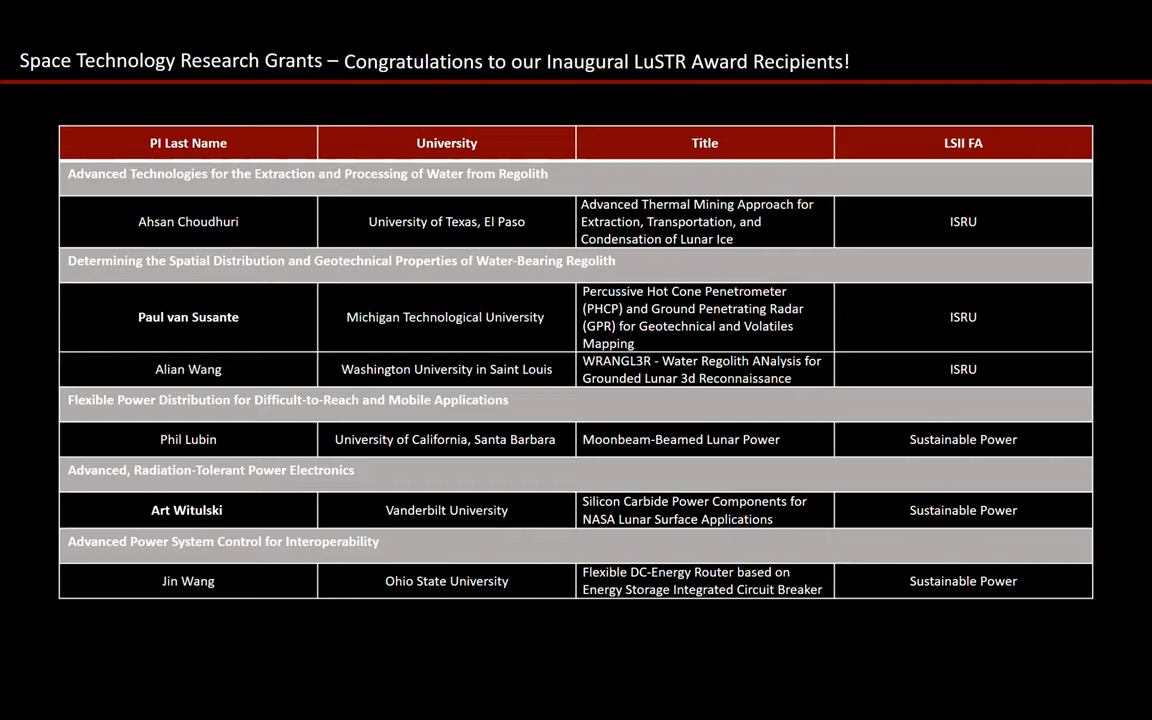 Space Technology Research Grants – Congratulations to our Inaugural LuSTR Award Recipients!
PI Last Name University Title LSII FA
Advanced Technologies for the Extraction and Processing of Water from Regolith
Ahsan Choudhuri University of Texas, El Paso
Advanced Thermal Mining Approach for
Extraction, Transportation, and
Condensation of Lunar Ice
ISRU
Determining the Spatial Distribution and Geotechnical Properties of Water-Bearing Regolith
Paul van Susante Michigan Technological University
Percussive Hot Cone Penetrometer
(PHCP) and Ground Penetrating Radar
(GPR) for Geotechnical and Volatiles
Mapping
ISRU
Alian Wang Washington University in Saint Louis
WRANGL3R - Water Regolith ANalysis for
Grounded Lunar 3d Reconnaissance
ISRU
Flexible Power Distribution for Difficult-to-Reach and Mobile Applications
Phil Lubin University of California, Santa Barbara Moonbeam-Beamed Lunar Power Sustainable Power
Advanced, Radiation-Tolerant Power Electronics
Art Witulski Vanderbilt University
Silicon Carbide Power Components for
NASA Lunar Surface Applications
Sustainable Power
Advanced Power System Control for Interoperability
Jin Wang Ohio State University
Flexible DC-Energy Router based on
Energy Storage Integrated Circuit Breaker
Sustainable Power